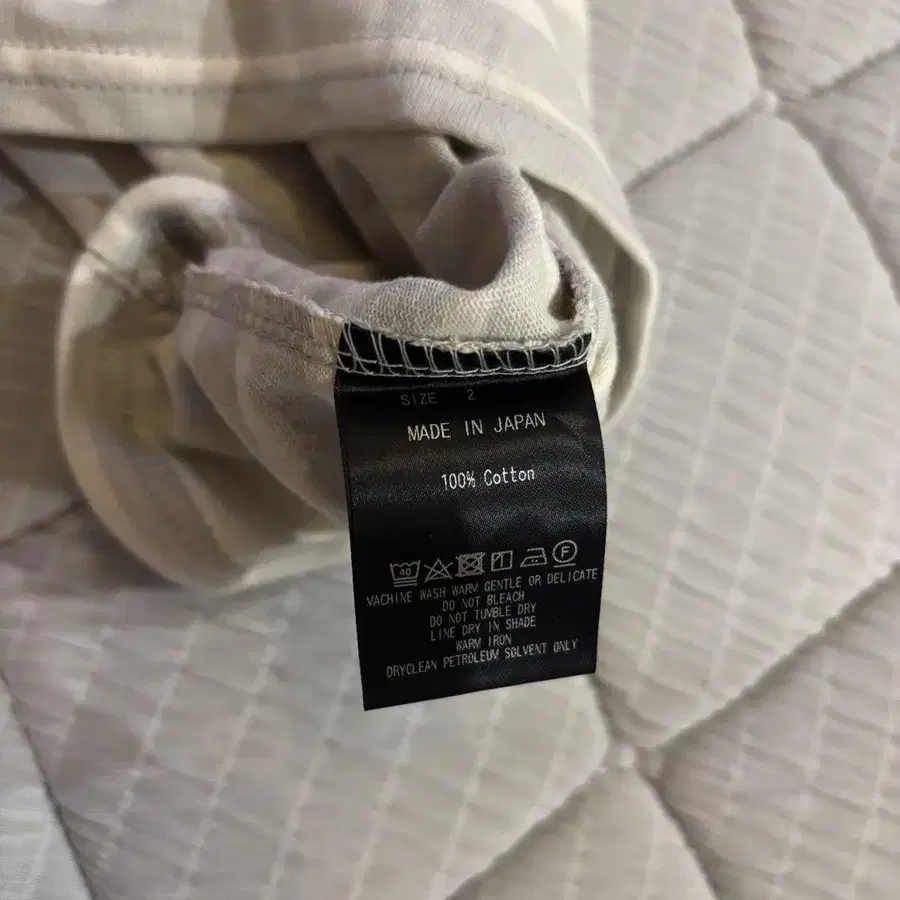 SIZE 2
MADE IN JAPAN
100% Cotton
40 F
MACHINE WASH WARM GENTLE OR DELICATE
DO NOT BLEACH
DO NOT TUMBLE DRY
LINE DRY IN SHADE
WARM IRON
DRYCLEAN PETROLEUM SOLVENT ONLY